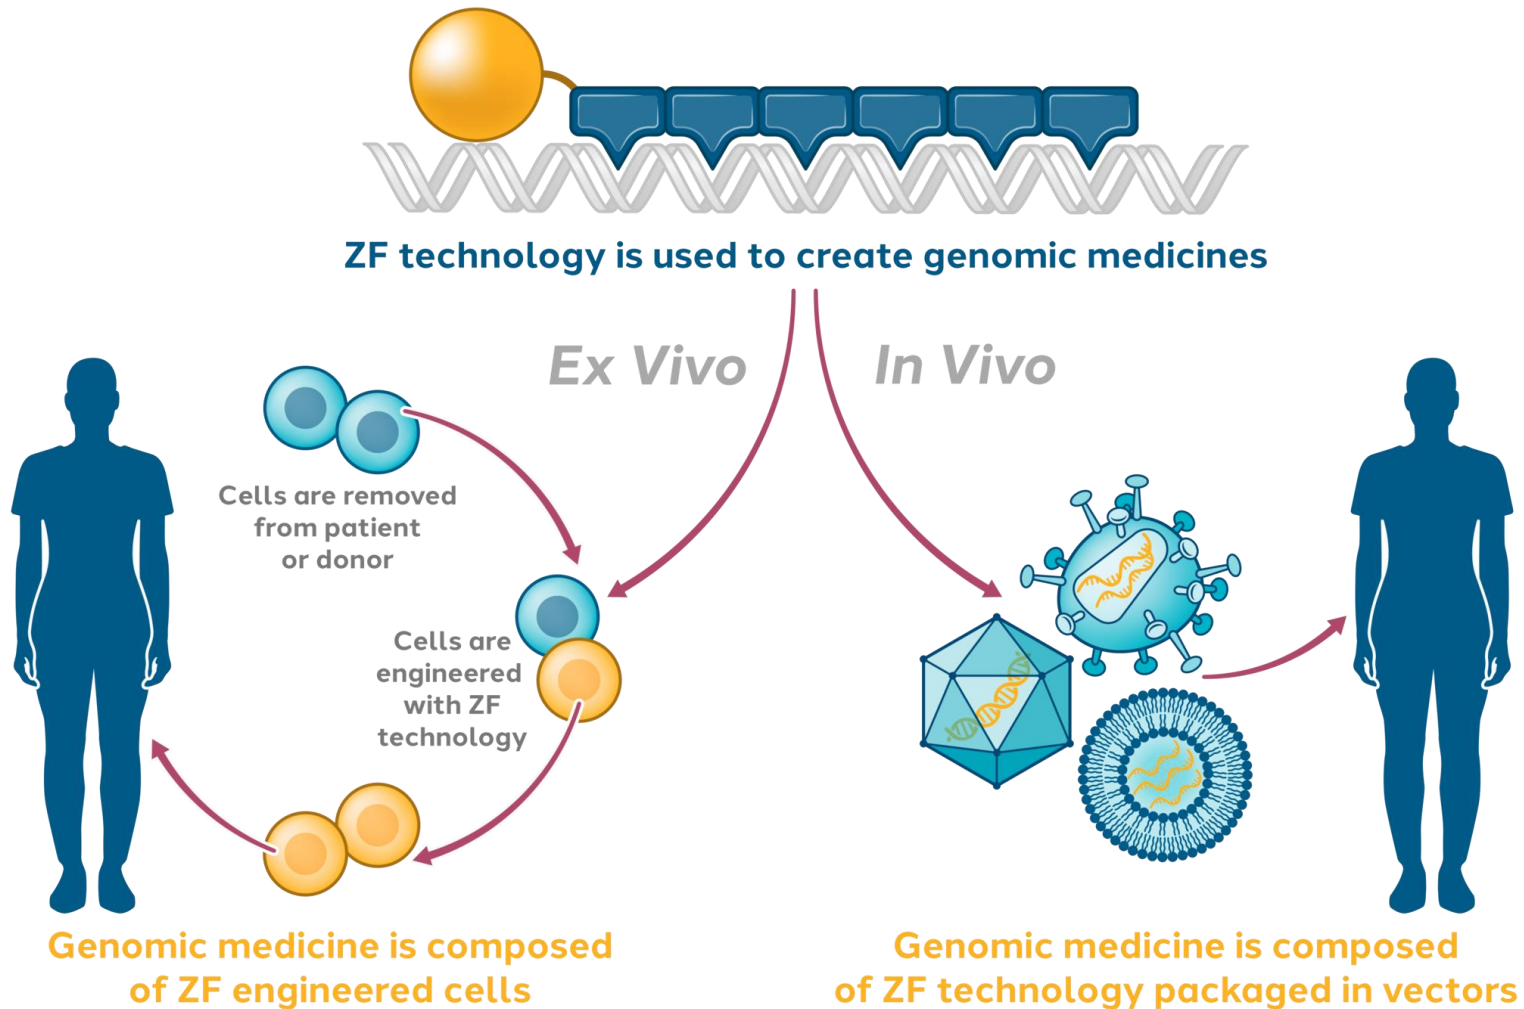 ZF technology is used to create genomic medicines
Ex Vivo
In Vivo
Cells are removed
from patient
or donor
Cells are
engineered
with ZF
technology
Genomic medicine is composed
of ZF engineered cells
Genomic medicine is composed
of ZF technology packaged in vectors